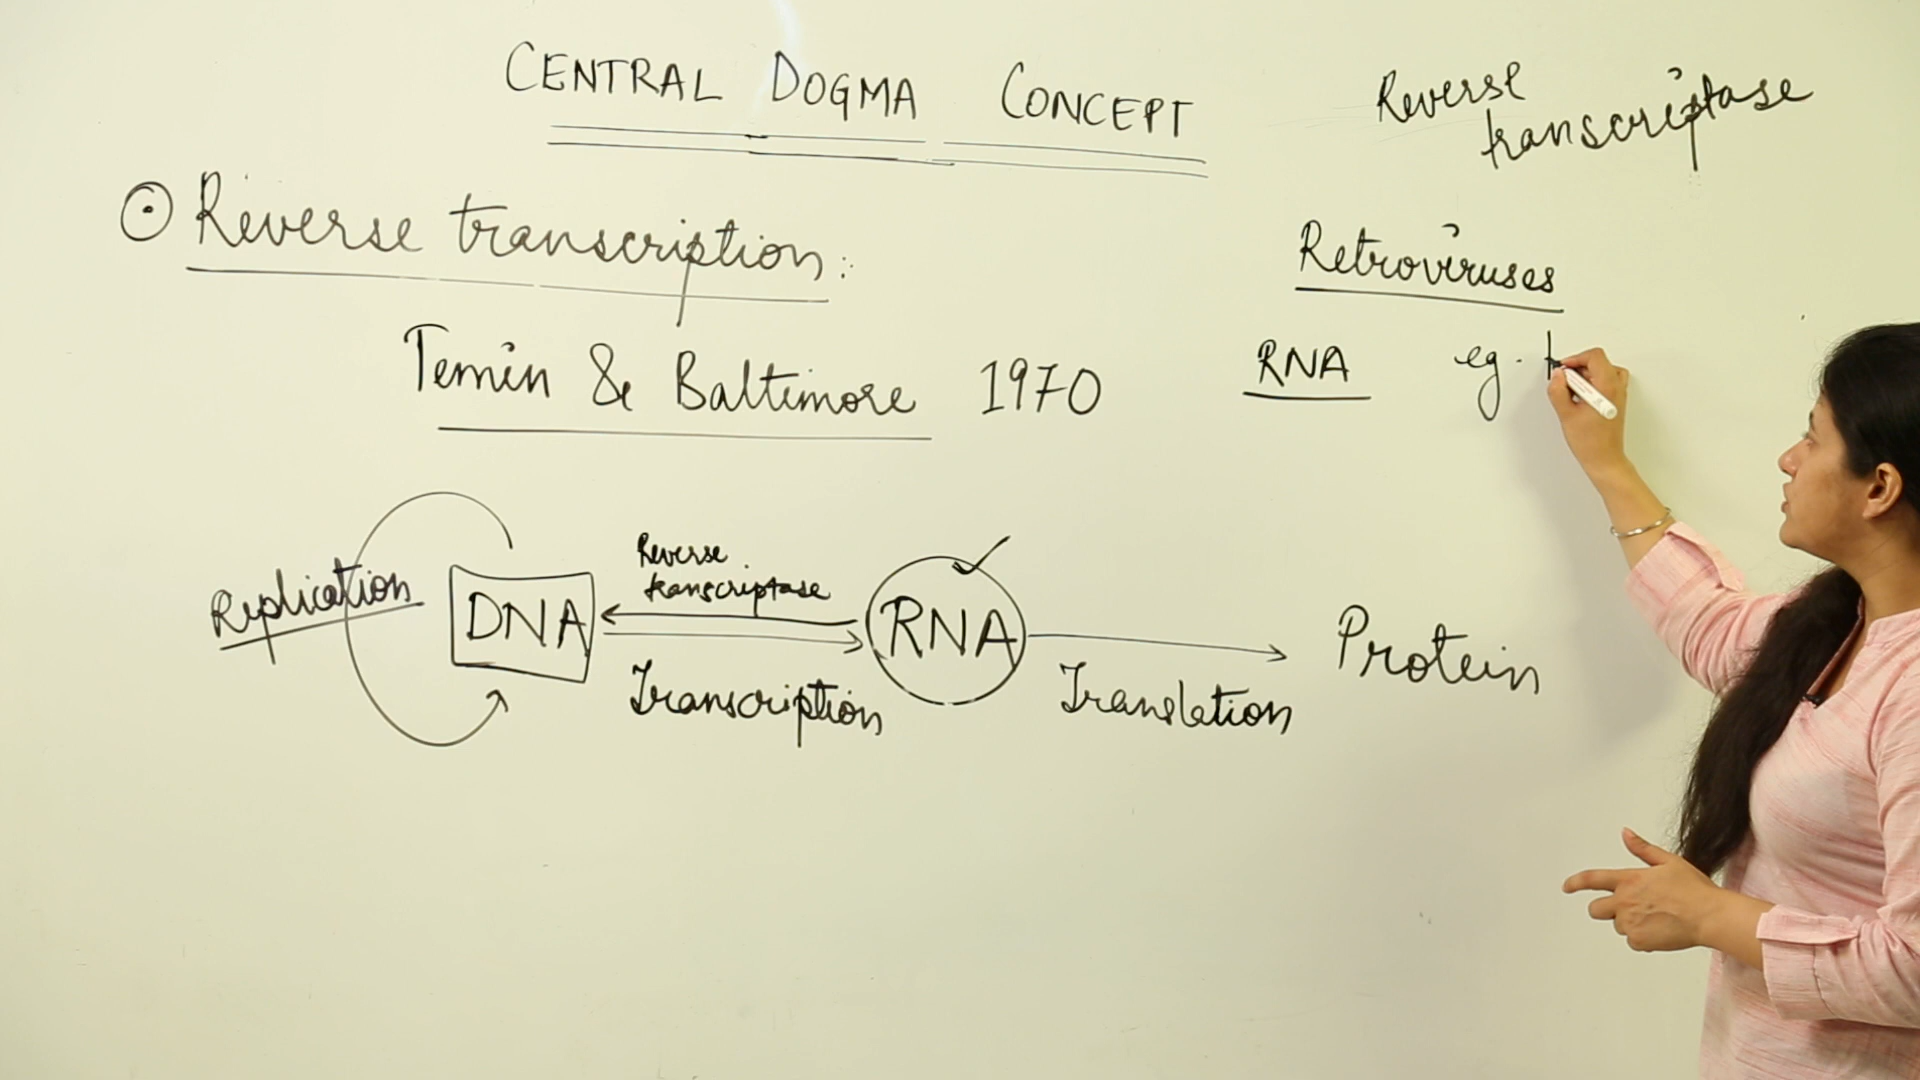 CENTRAL DOGMA CONCEPT
Reverse
transcriptase
Reverse transcription:
Retroviruses
Temin & Baltimore 1970
RNA eg.
Replication
DNA
Reverse
transcriptase
Transcription
RNA
Translation
Protein